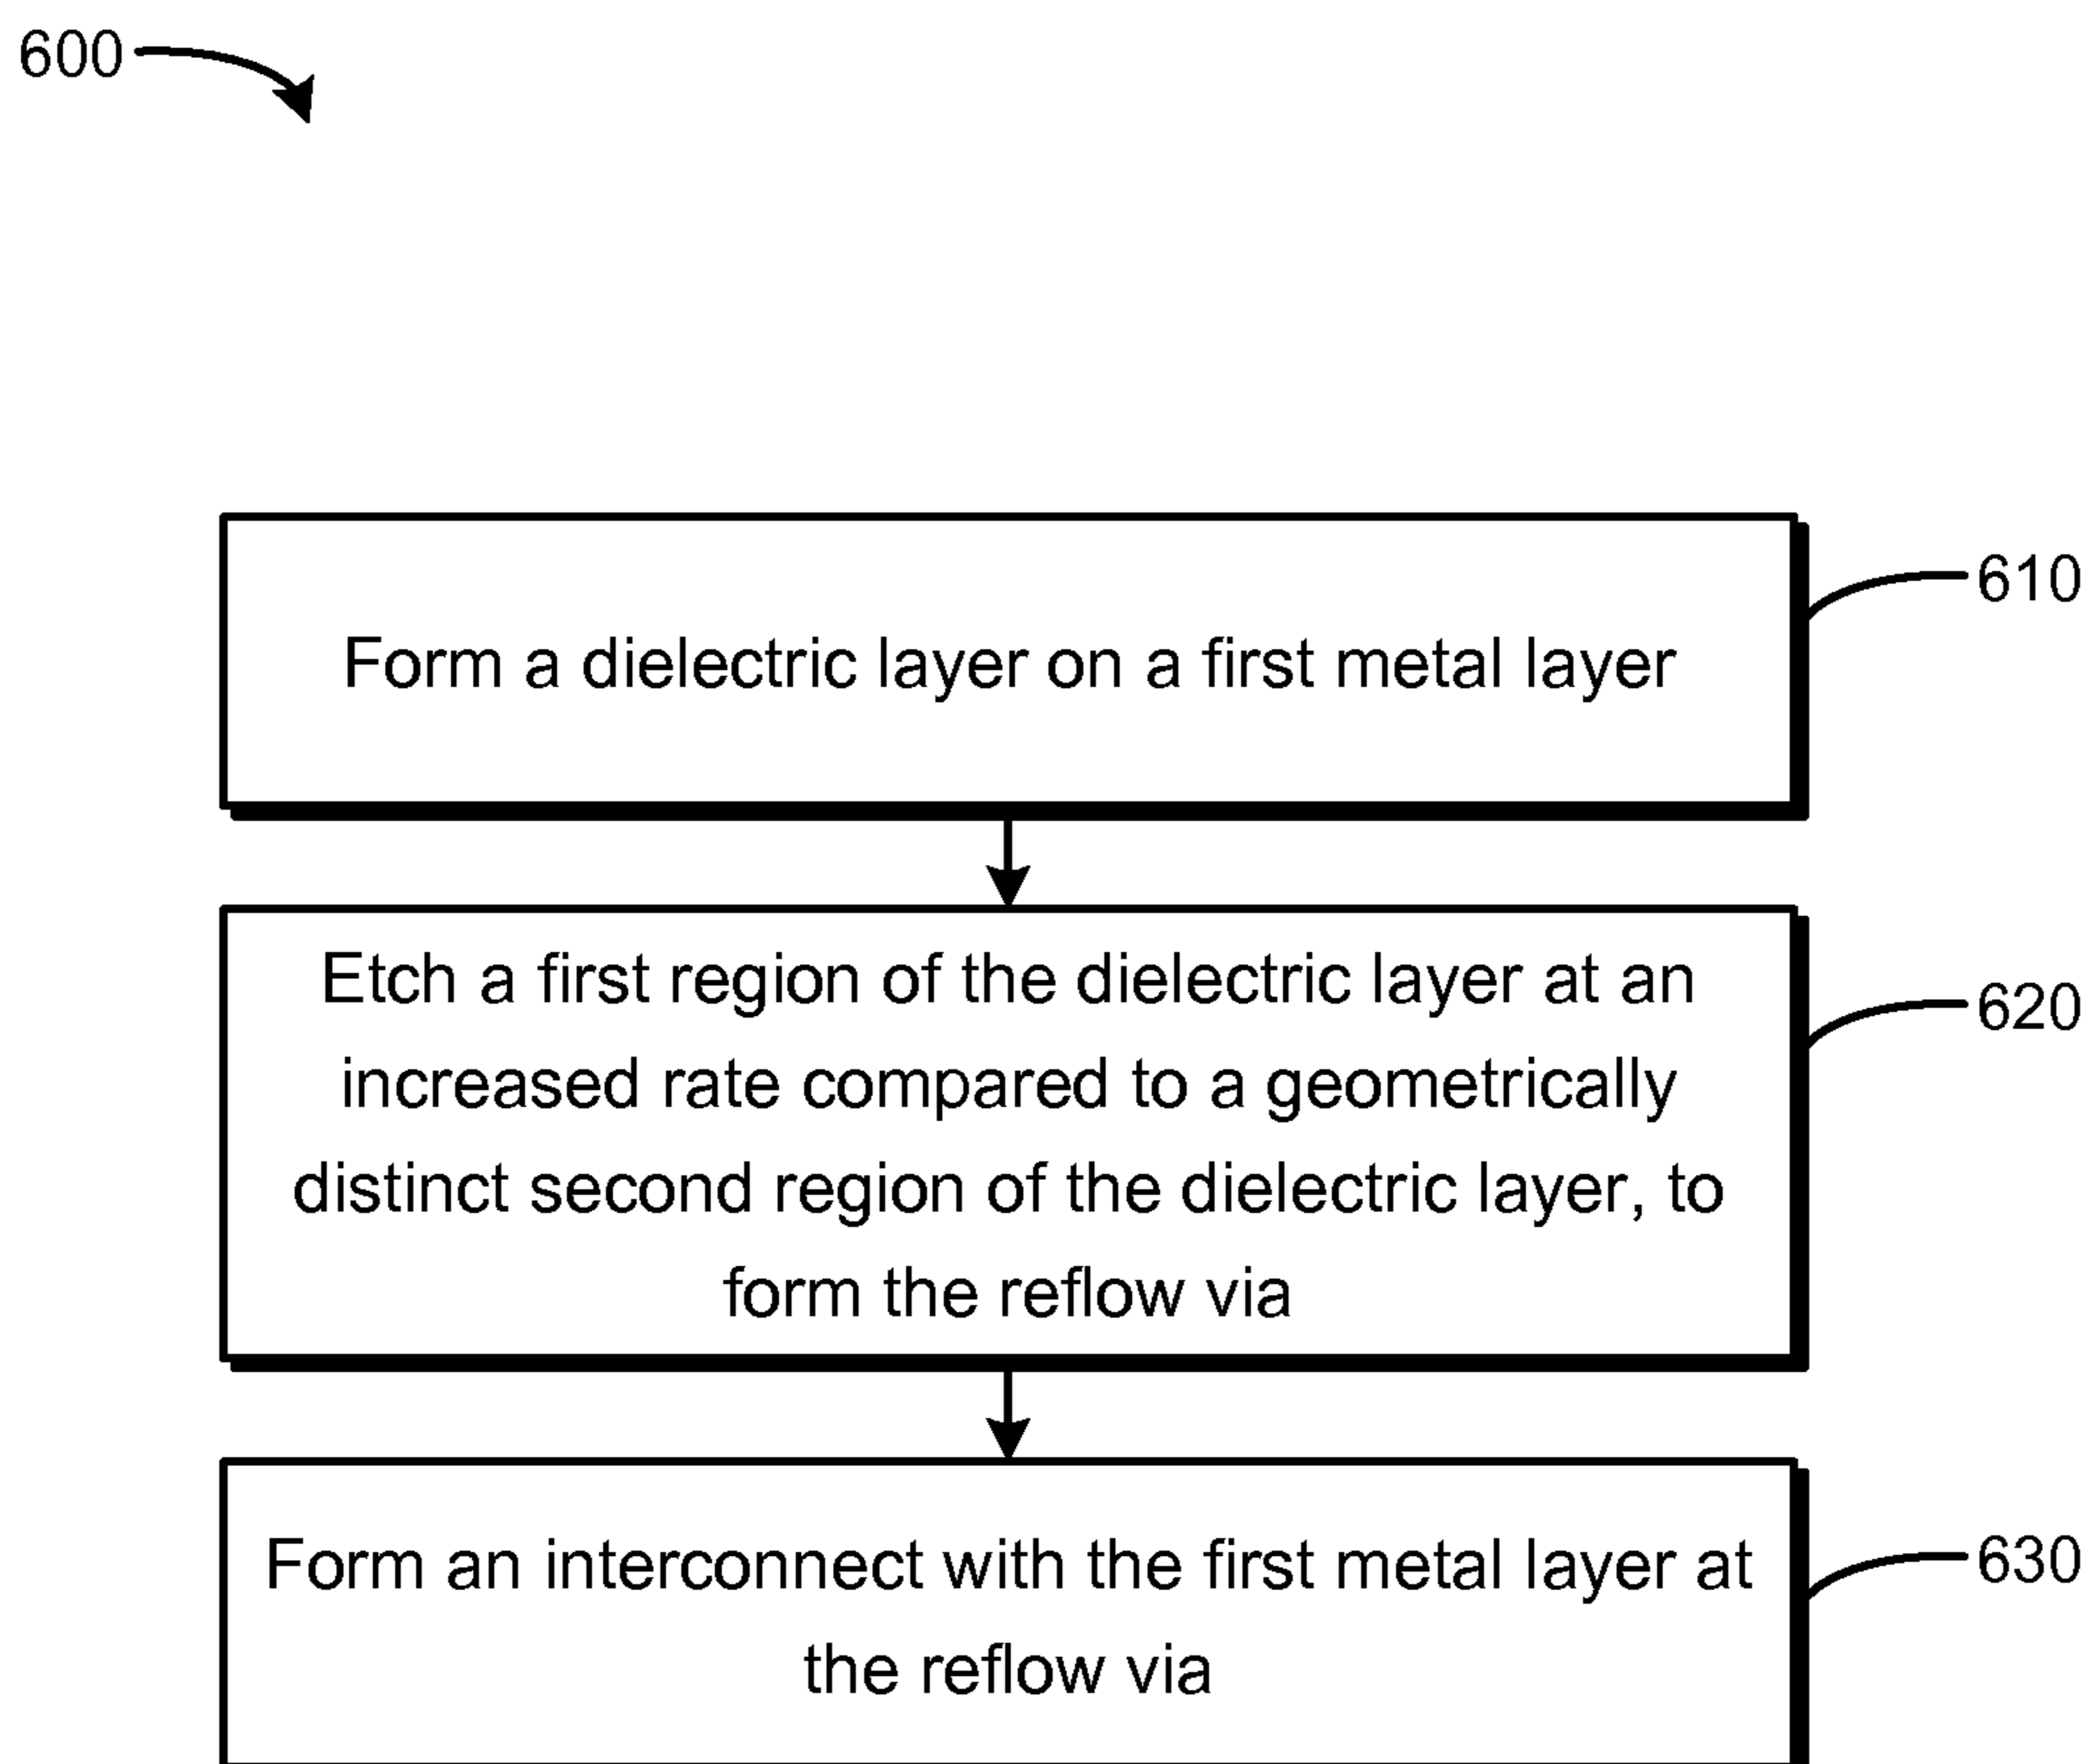 600
610
Form a dielectric layer on a first metal layer
Etch a first region of the dielectric layer at an
620
increased rate compared to a geometrically
distinct second region of the dielectric layer, to
form the reflow via
630
Form an interconnect with the first metal layer at
the reflow via